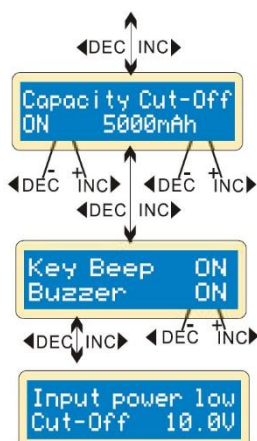 ◀DEC INC▶
Capacity Cut-Off
ON 5000mAh
- + - +
◀DEC INC▶ ◀DEC INC▶
◀DEC INC▶
Key Beep ON
Buzzer ON
- +
◀DEC INC▶ ◀DEC INC▶
Input power low
Cut-Off 10.0V